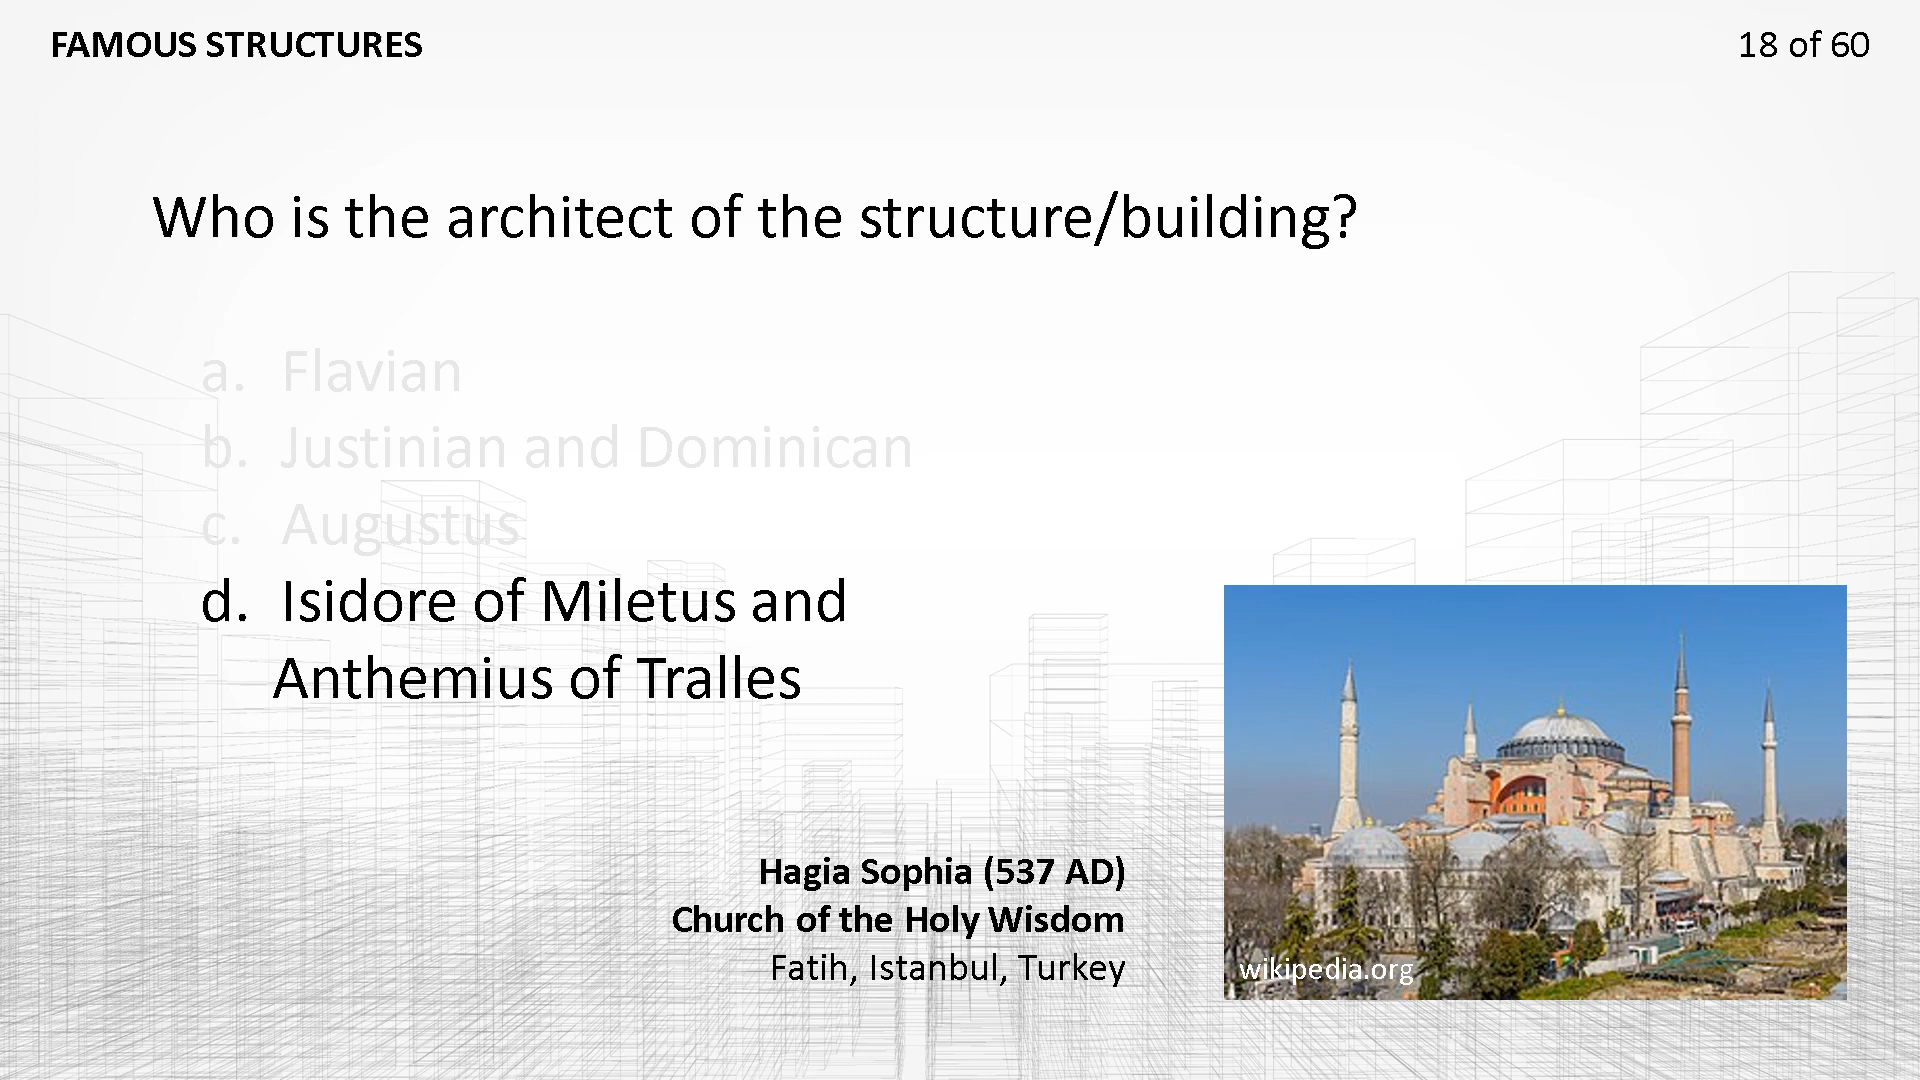 FAMOUS STRUCTURES
18 of 60
Who is the architect of the structure/building?
a. Flavian
b. Justinian and Dominican
c. Augustus
d. Isidore of Miletus and
Anthemius of Tralles
Hagia Sophia (537 AD)
Church of the Holy Wisdom
Fatih, Istanbul, Turkey
wikipedia.org